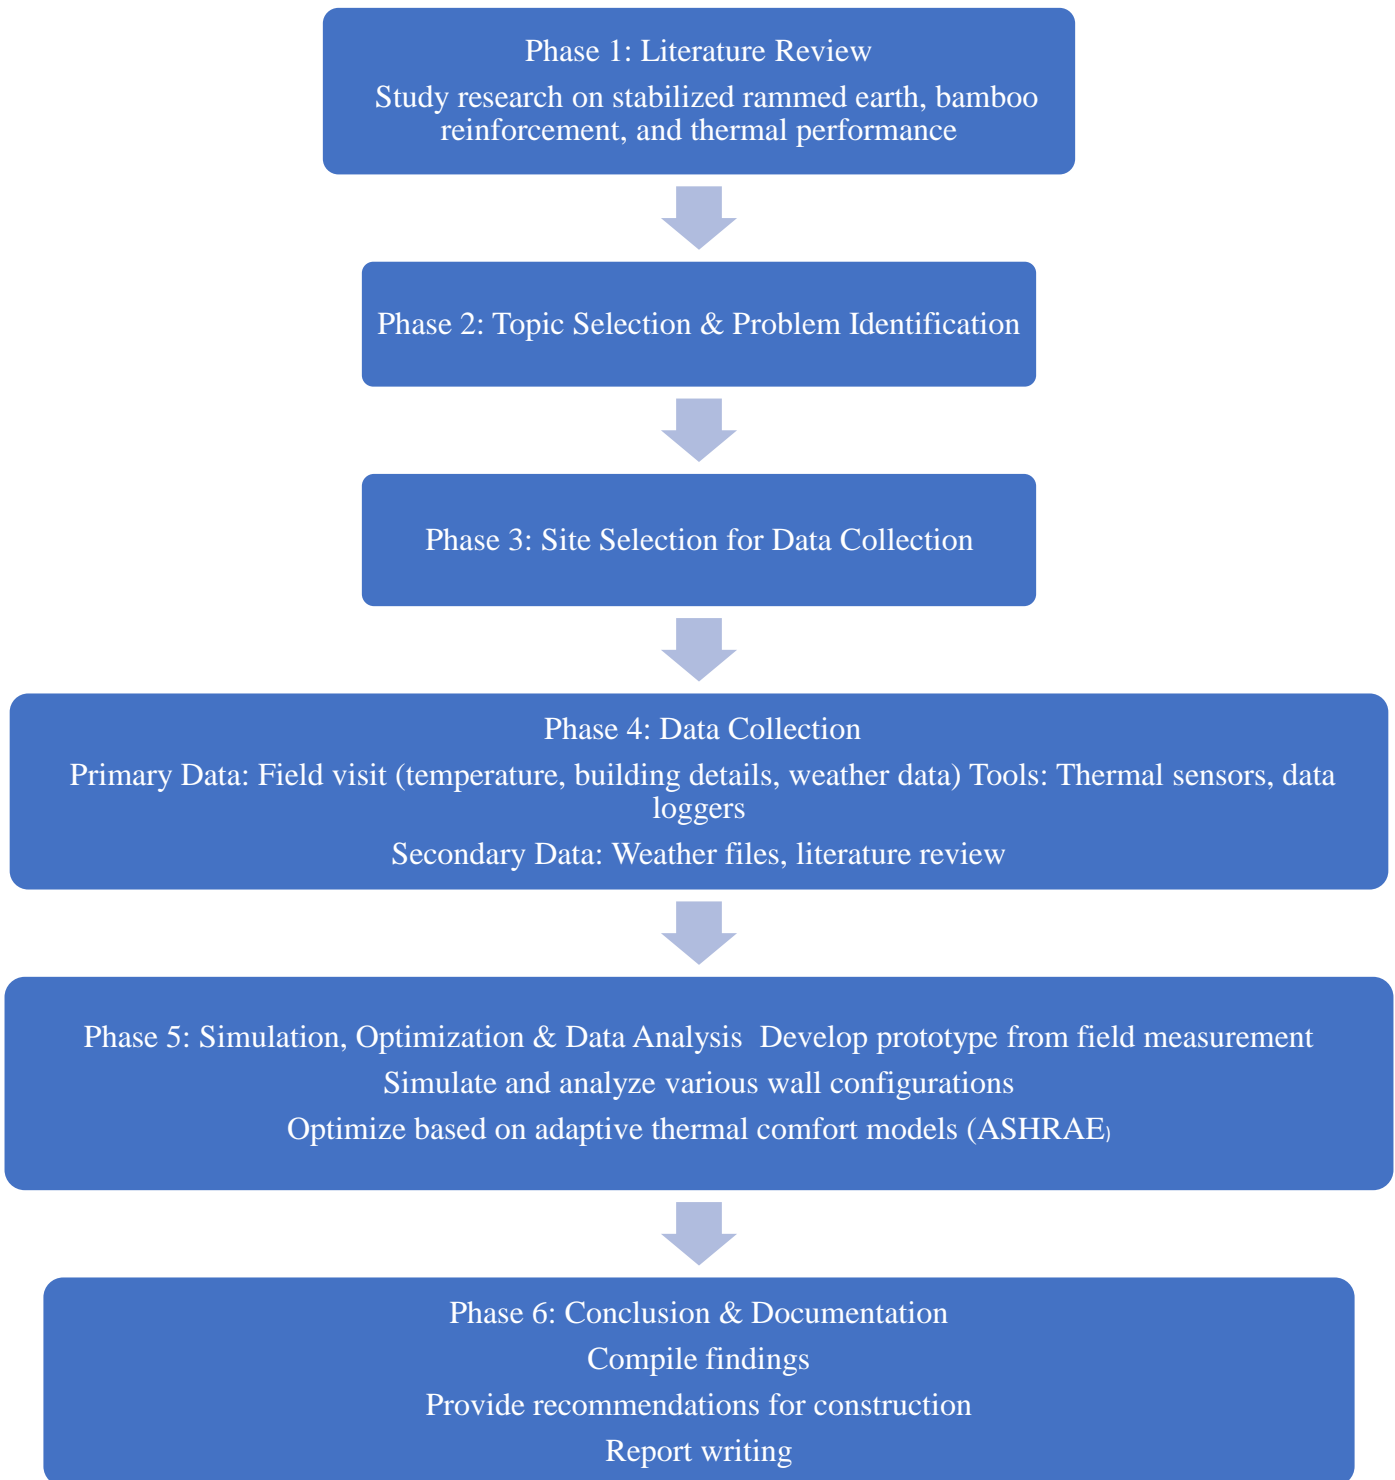 Phase 1: Literature Review
Study research on stabilized rammed earth, bamboo
reinforcement, and thermal performance
Phase 2: Topic Selection & Problem Identification
Phase 3: Site Selection for Data Collection
Phase 4: Data Collection
Primary Data: Field visit (temperature, building details, weather data) Tools: Thermal sensors, data
loggers
Secondary Data: Weather files, literature review
Phase 5: Simulation, Optimization & Data Analysis  Develop prototype from field measurement
Simulate and analyze various wall configurations
Optimize based on adaptive thermal comfort models (ASHRAE)
Phase 6: Conclusion & Documentation
Compile findings
Provide recommendations for construction
Report writing